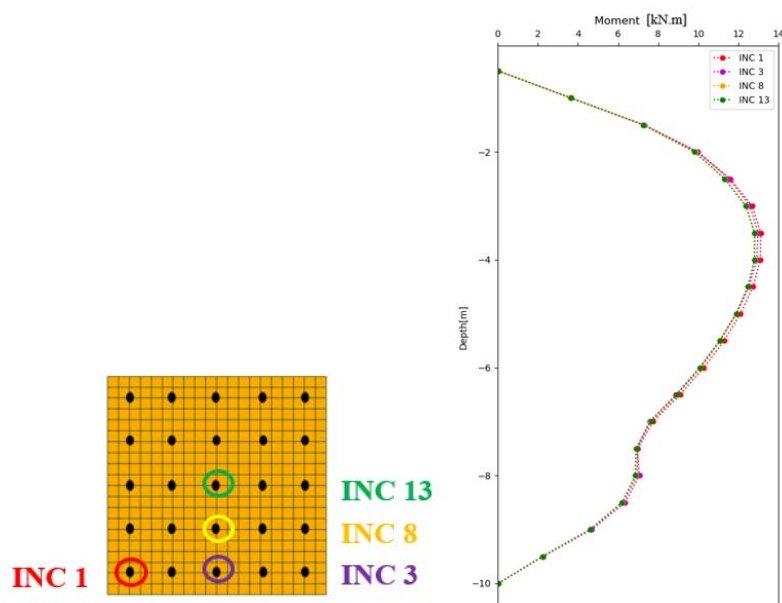 Moment [kN.m]
0 2 4 6 8 10 12 14
INC 1
INC 3
INC 8
INC 13
−2
−4
Depth[m]
−6
−8
−10
INC 13
INC 8
INC 1
INC 3